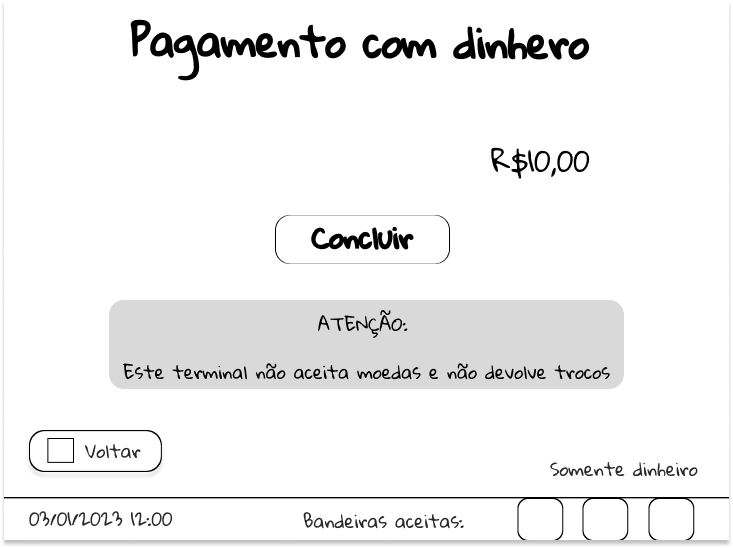 Pagamento com dinhero
R$10,00
Concluir
ATENÇÃO:
Este terminal não aceita moedas e não devolve trocos
Voltar
Somente dinheiro
03/01/2023 12:00
Bandeiras aceitas: